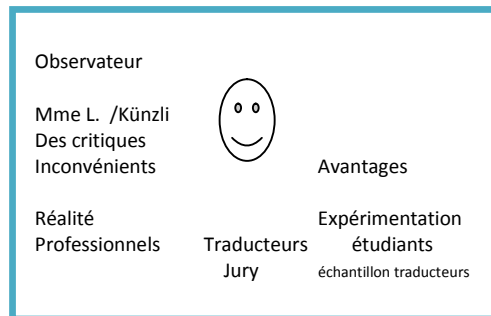 Observateur
Mme L. /Künzli
Des critiques
Inconvénients Avantages
Réalité Expérimentation
Professionnels Traducteurs étudiants
Jury échantillon traducteurs